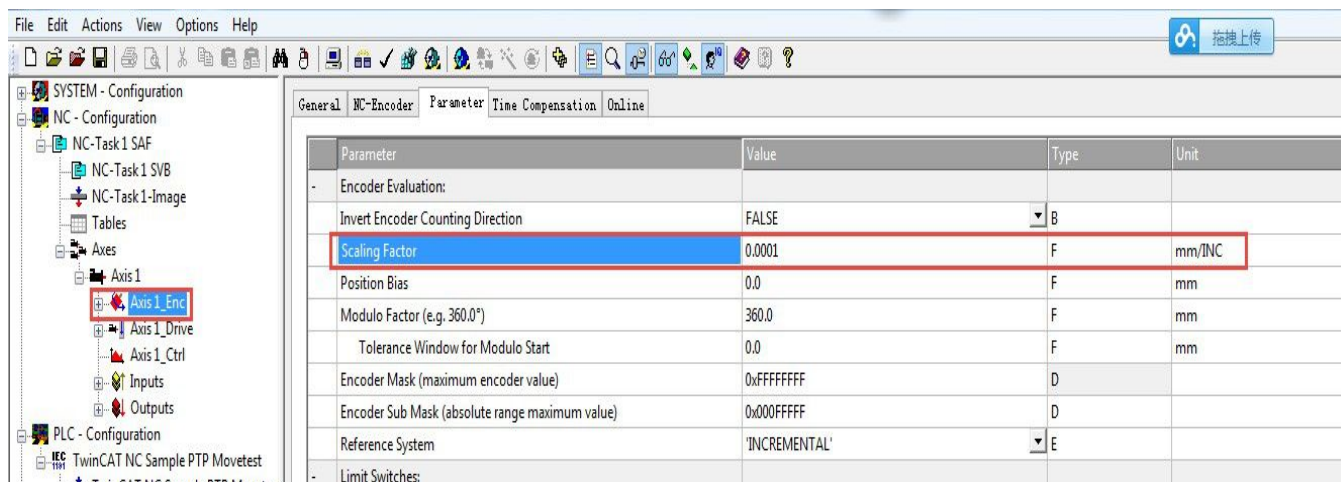 File Edit Actions View Options Help
拖拽上传
SYSTEM - Configuration
NC - Configuration
NC-Task 1 SAF
NC-Task 1 SVB
NC-Task 1-Image
Tables
Axes
Axis 1
Axis 1_Enc
Axis 1_Drive
Axis 1_Ctrl
Inputs
Outputs
PLC - Configuration
TwinCAT NC Sample PTP Movetest
General NC-Encoder Parameter Time Compensation Online
Parameter Value Type Unit
- Encoder Evaluation:
Invert Encoder Counting Direction FALSE B
Scaling Factor 0.0001 F mm/INC
Position Bias 0.0 F mm
Modulo Factor (e.g. 360.0°) 360.0 F mm
Tolerance Window for Modulo Start 0.0 F mm
Encoder Mask (maximum encoder value) 0xFFFFFFFF D
Encoder Sub Mask (absolute range maximum value) 0x000FFFFF D
Reference System 'INCREMENTAL' E
- Limit Switches: